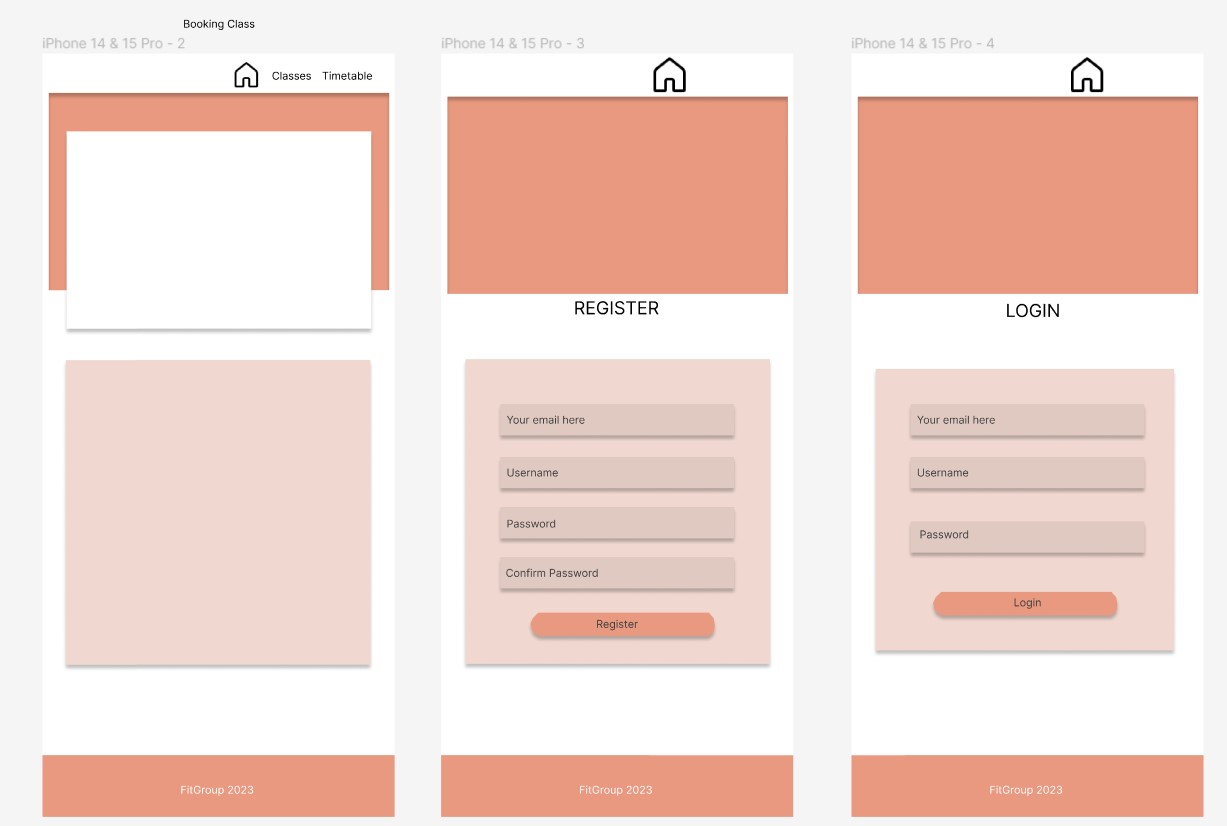 Booking Class
iPhone 14 & 15 Pro - 2
Classes Timetable
FitGroup 2023
iPhone 14 & 15 Pro - 3
REGISTER
Your email here
Username
Password
Confirm Password
Register
FitGroup 2023
iPhone 14 & 15 Pro - 4
LOGIN
Your email here
Username
Password
Login
FitGroup 2023